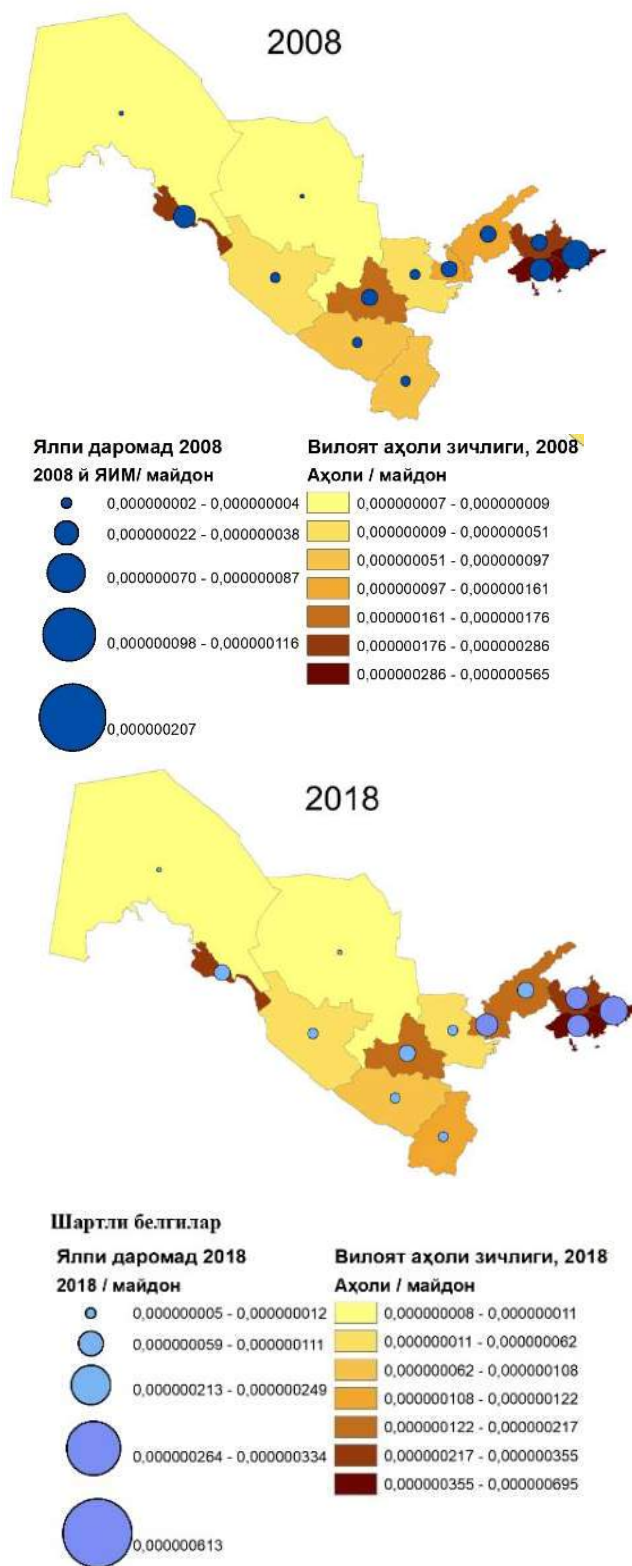 2008
Ялпи даромад 2008
2008 й ЯИМ/ майдон
0,000000002 - 0,000000004
0,000000022 - 0,000000038
0,000000070 - 0,000000087
0,000000098 - 0,000000116
0,000000207
Вилоят аҳоли зичлиги, 2008
Аҳоли / майдон
0,000000007 - 0,000000009
0,000000009 - 0,000000051
0,000000051 - 0,000000097
0,000000097 - 0,000000161
0,000000161 - 0,000000176
0,000000176 - 0,000000286
0,000000286 - 0,000000565
2018
Шартли белгилар
Ялпи даромад 2018
2018 / майдон
0,000000005 - 0,000000012
0,000000059 - 0,000000111
0,000000213 - 0,000000249
0,000000264 - 0,000000334
0,000000613
Вилоят аҳоли зичлиги, 2018
Аҳоли / майдон
0,000000008 - 0,000000011
0,000000011 - 0,000000062
0,000000062 - 0,000000108
0,000000108 - 0,000000122
0,000000122 - 0,000000217
0,000000217 - 0,000000355
0,000000355 - 0,000000695